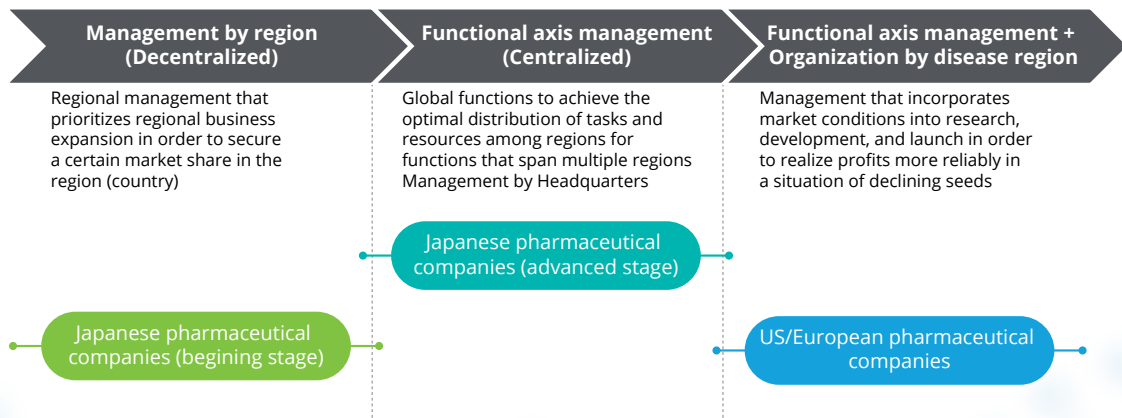 Management by region
(Decentralized)
Functional axis management
(Centralized)
Functional axis management +
Organization by disease region
Regional management that
prioritizes regional business
expansion in order to secure
a certain market share in the
region (country)
Global functions to achieve the
optimal distribution of tasks and
resources among regions for
functions that span multiple regions
Management by Headquarters
Management that incorporates
market conditions into research,
development, and launch in order
to realize profits more reliably in
a situation of declining seeds
Japanese pharmaceutical
companies (advanced stage)
Japanese pharmaceutical
companies (begining stage)
US/European pharmaceutical
companies